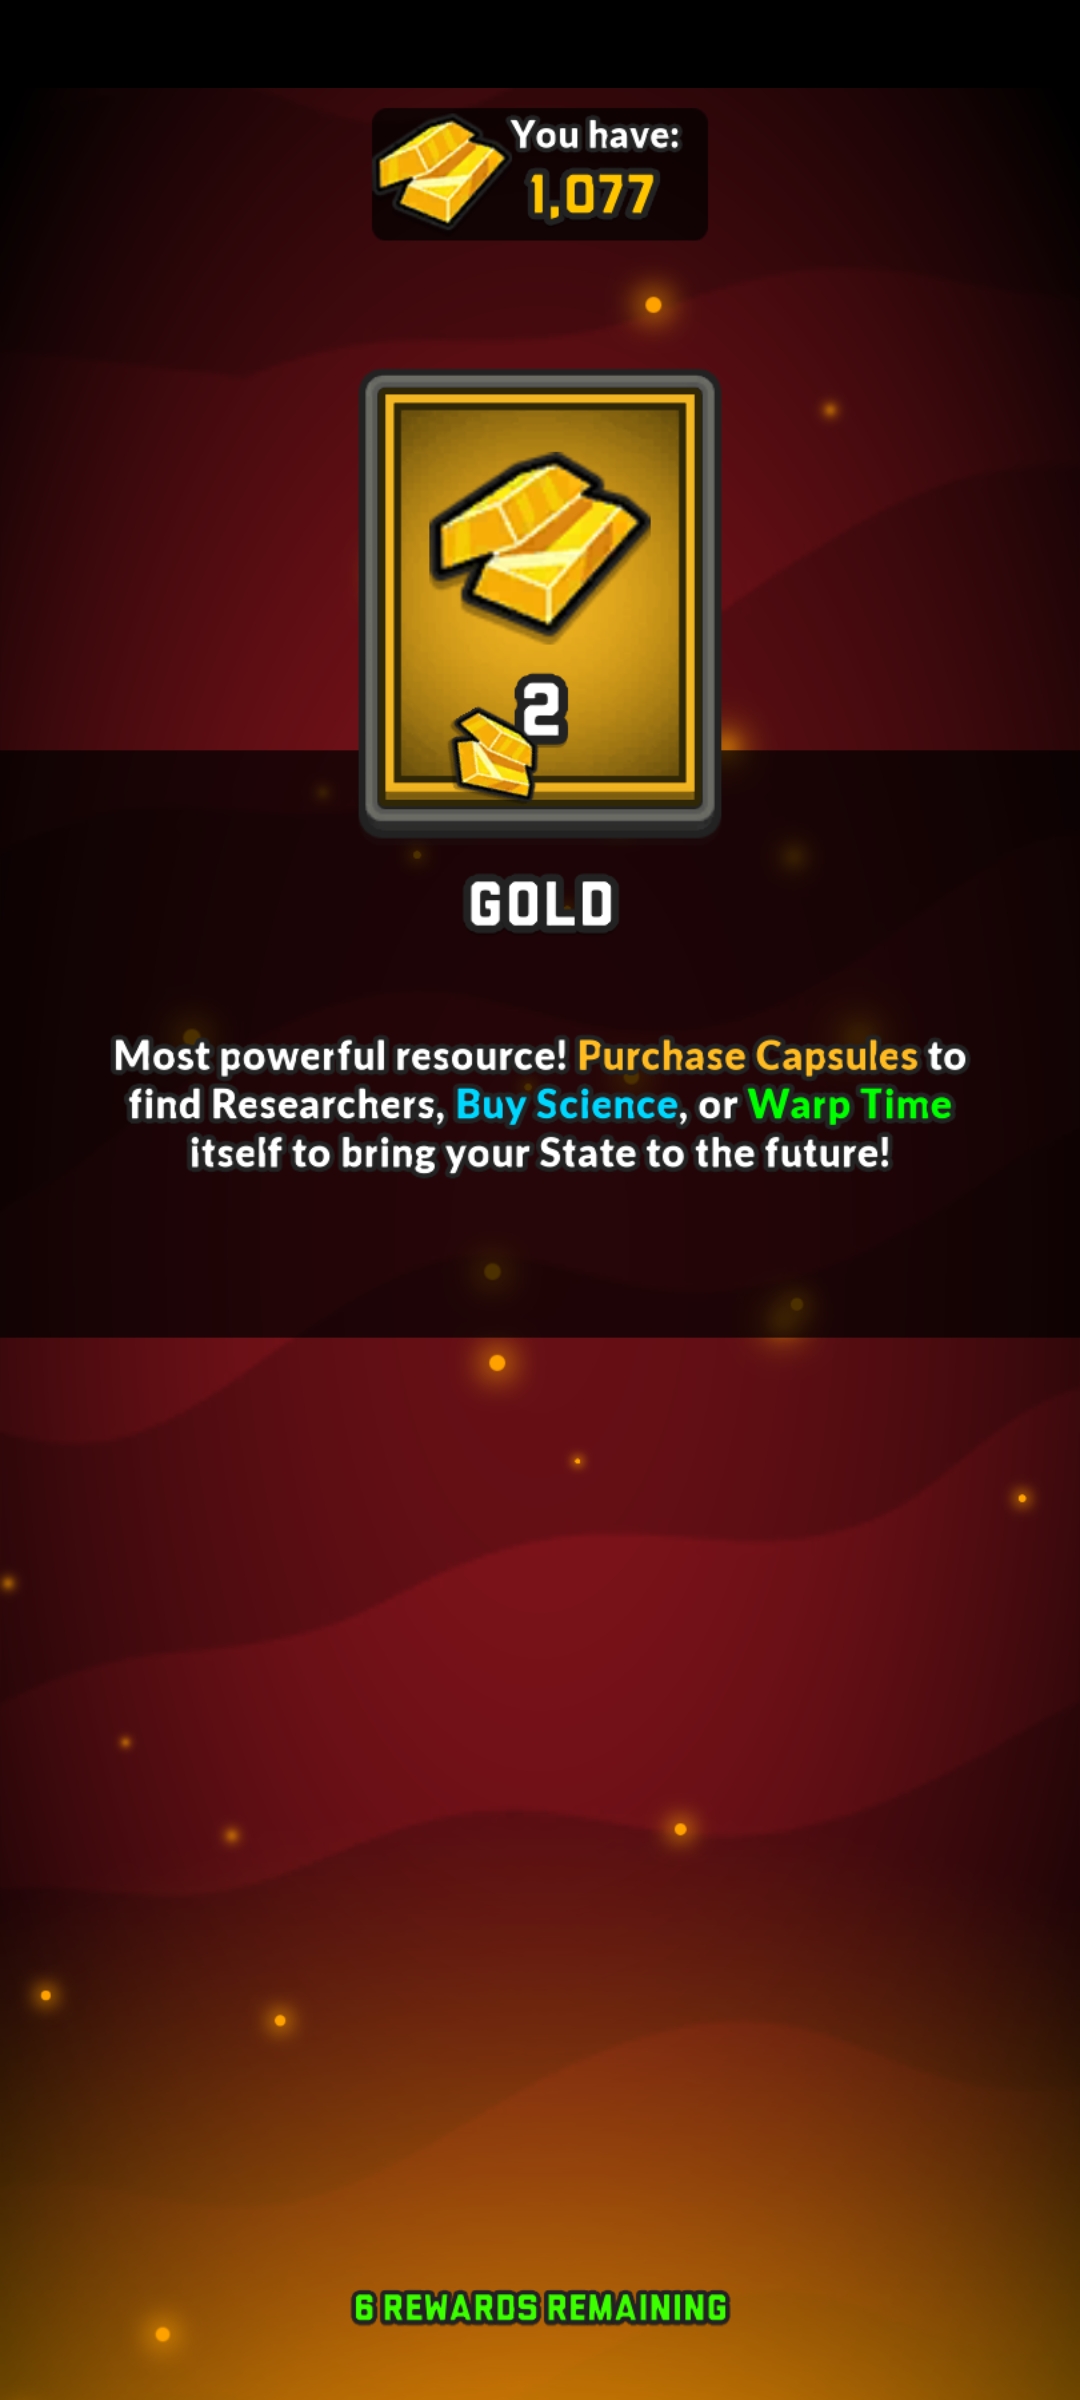 You have:
1,077
2
GOLD
Most powerful resource! Purchase Capsules to
find Researchers, Buy Science, or Warp Time
itself to bring your State to the future!
6 REWARDS REMAINING